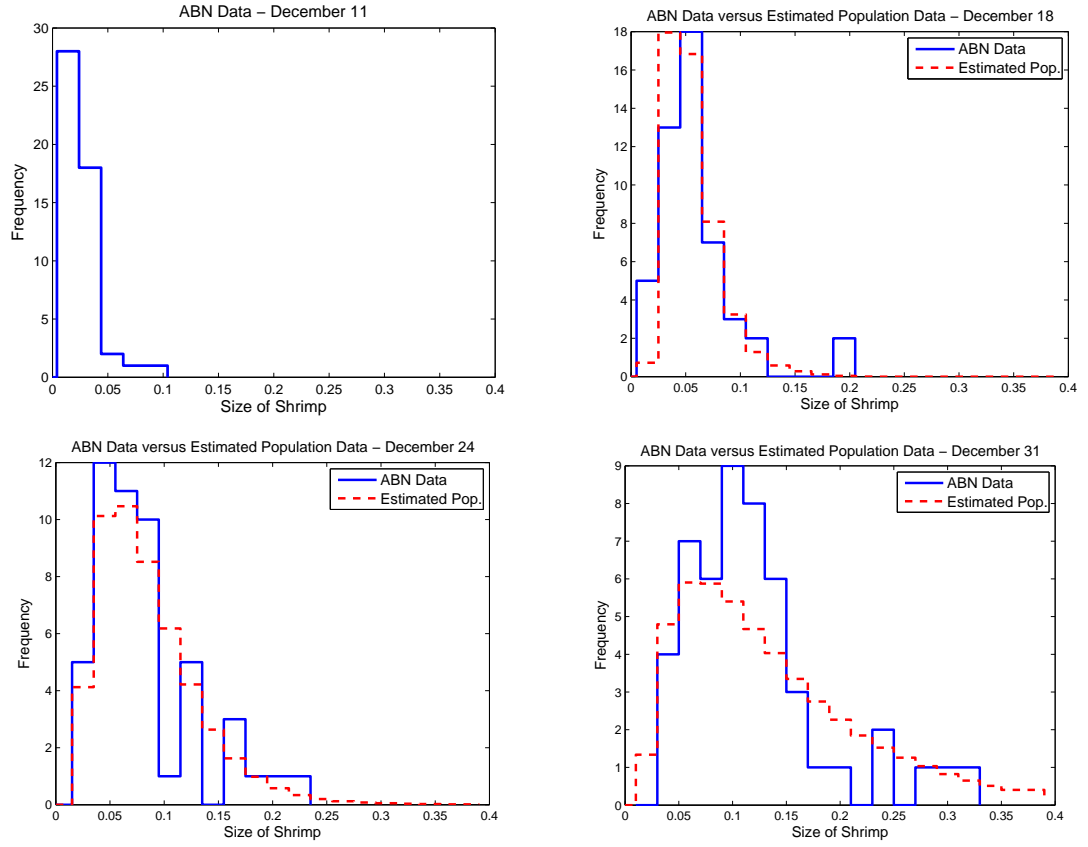 ABN Data – December 11
30
25
20
15
10
5
0
Frequency
0 0.05 0.1 0.15 0.2 0.25 0.3 0.35 0.4
Size of Shrimp
ABN Data versus Estimated Population Data – December 18
18
16
14
12
10
8
6
4
2
0
Frequency
ABN Data
Estimated Pop.
0 0.05 0.1 0.15 0.2 0.25 0.3 0.35 0.4
Size of Shrimp
ABN Data versus Estimated Population Data – December 24
12
10
8
6
4
2
0
Frequency
ABN Data
Estimated Pop.
0 0.05 0.1 0.15 0.2 0.25 0.3 0.35 0.4
Size of Shrimp
ABN Data versus Estimated Population Data – December 31
9
8
7
6
5
4
3
2
1
0
Frequency
ABN Data
Estimated Pop.
0 0.05 0.1 0.15 0.2 0.25 0.3 0.35 0.4
Size of Shrimp